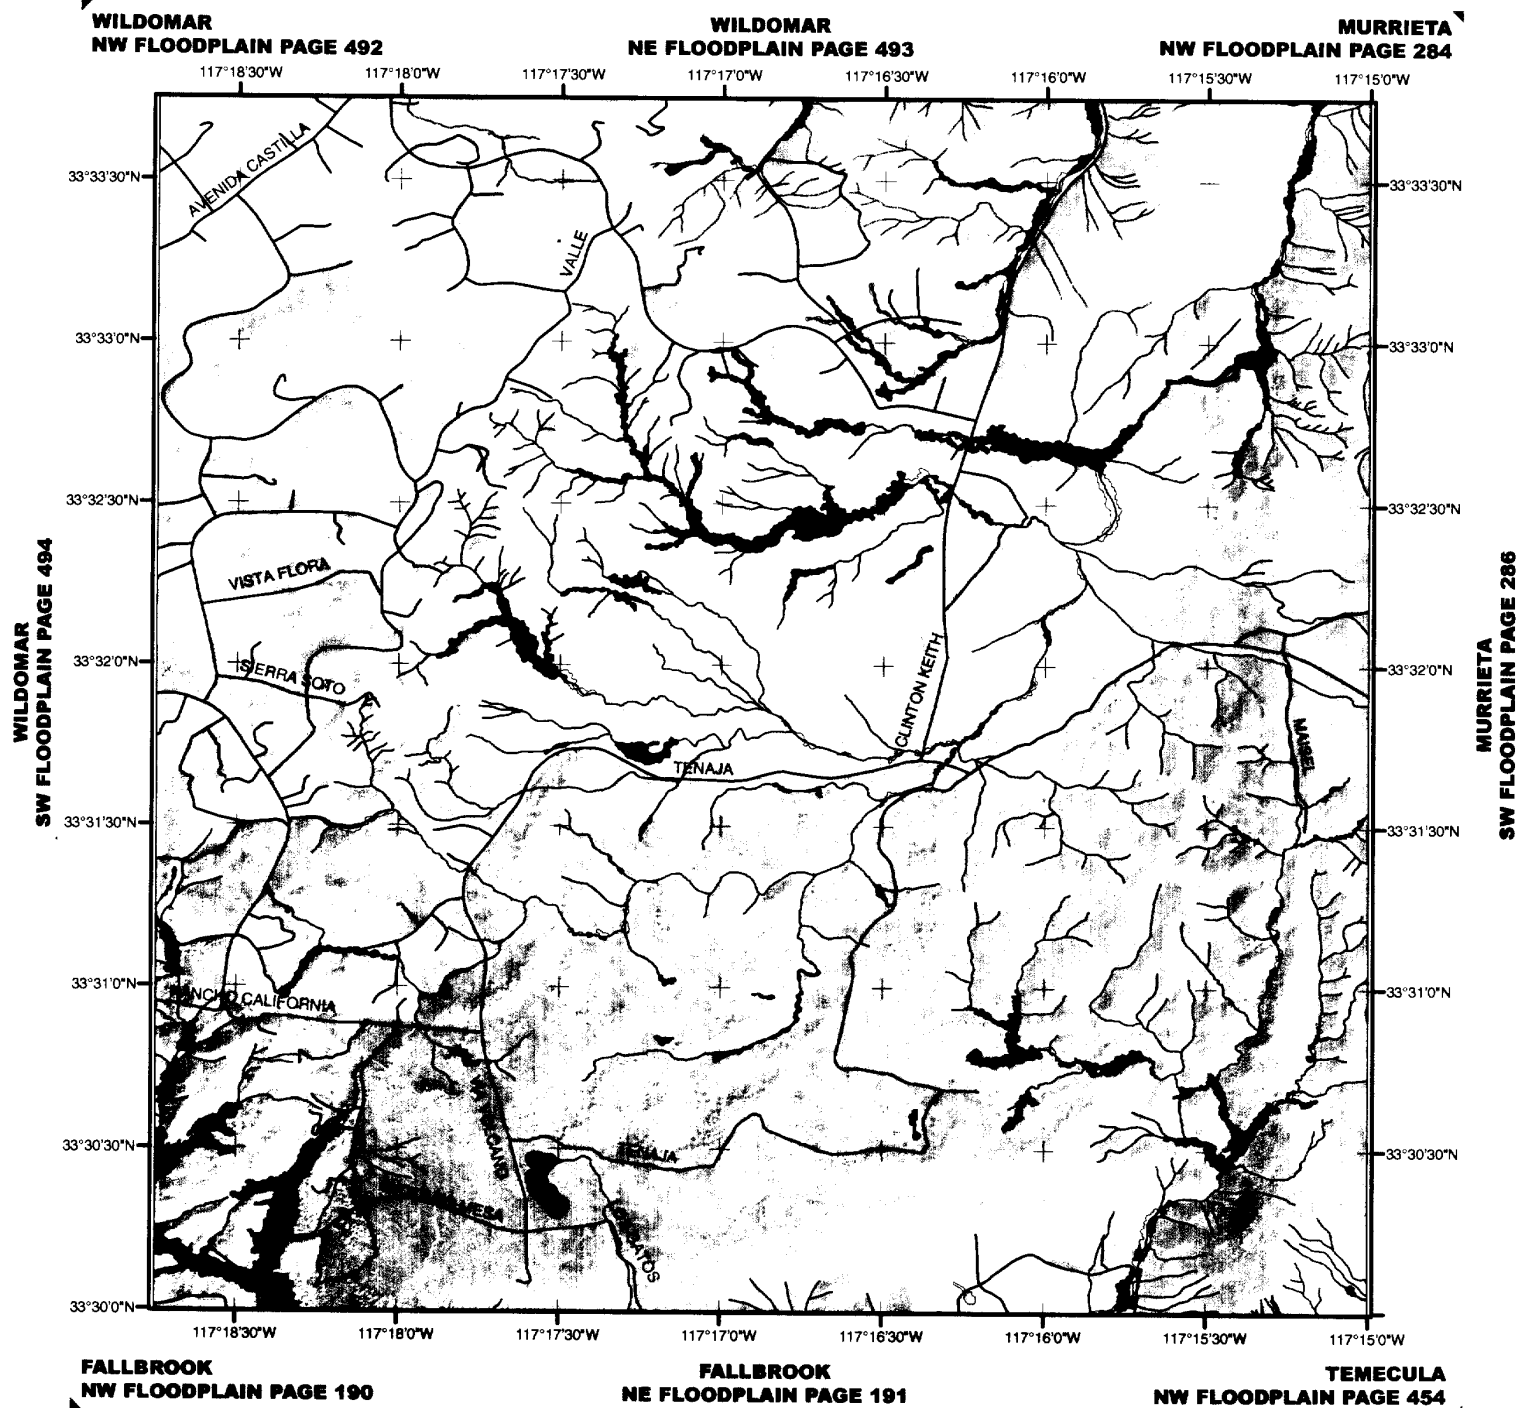 WILDOMAR
NW FLOODPLAIN PAGE 492
WILDOMAR
NE FLOODPLAIN PAGE 493
MURRIETA
NW FLOODPLAIN PAGE 284
117°18'30"W
117°18'0"W
117°17'30"W
117°17'0"W
117°16'30"W
117°16'0"W
117°15'30"W
117°15'0"W
AVENIDA CASTILLA
33°33'30"N
33°33'30"N
VALLE
33°33'0"N
33°33'0"N
33°32'30"N
33°32'30"N
VISTA FLORA
WILDOMAR
SW FLOODPLAIN PAGE 494
MURRIETA
SW FLOODPLAIN PAGE 286
33°32'0"N
33°32'0"N
SIERRA SOTO
CLINTON KEITH
TENAJA
33°31'30"N
33°31'30"N
33°31'0"N
33°31'0"N
CALIFORNIA
33°30'30"N
33°30'30"N
TENAJA
MESA
33°30'0"N
33°30'0"N
117°18'30"W
117°18'0"W
117°17'30"W
117°17'0"W
117°16'30"W
117°16'0"W
117°15'30"W
117°15'0"W
FALLBROOK
NW FLOODPLAIN PAGE 190
FALLBROOK
NE FLOODPLAIN PAGE 191
TEMECULA
NW FLOODPLAIN PAGE 454